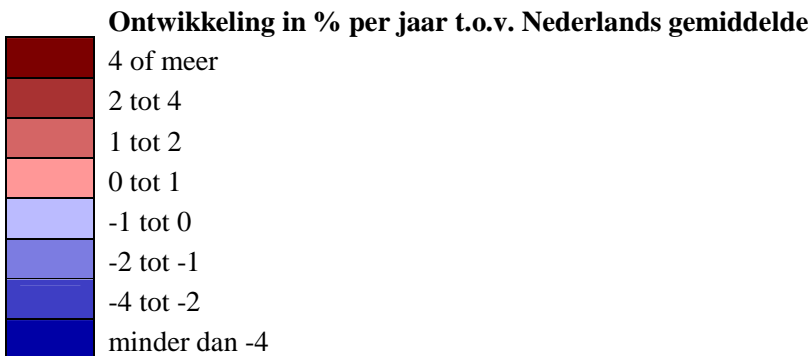 Ontwikkeling in % per jaar t.o.v. Nederlands gemiddelde
4 of meer
2 tot 4
1 tot 2
0 tot 1
-1 tot 0
-2 tot -1
-4 tot -2
minder dan -4